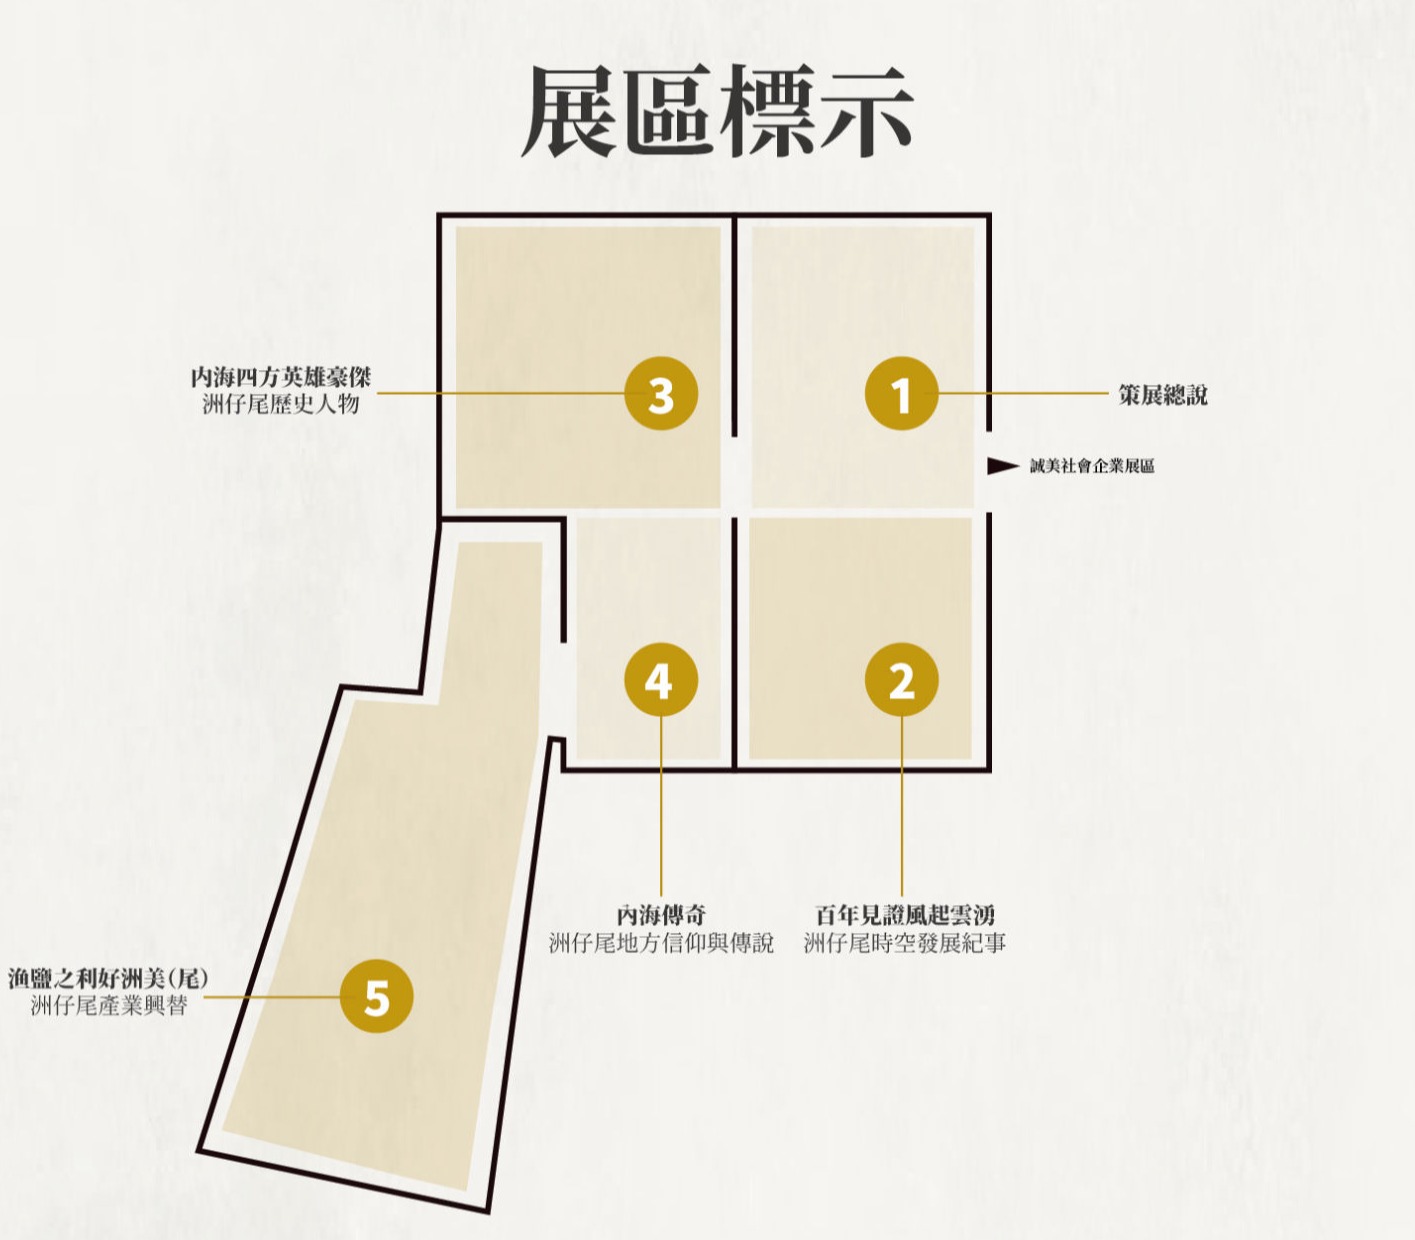 展區標示
3
內海四方英雄豪傑
洲仔尾歷史人物
1
策展總說
誠美社會企業展區
4
內海傳奇
洲仔尾地方信仰與傳說
2
百年見證風起雲湧
洲仔尾時空發展紀事
5
漁鹽之利好洲美(尾)
洲仔尾產業興替